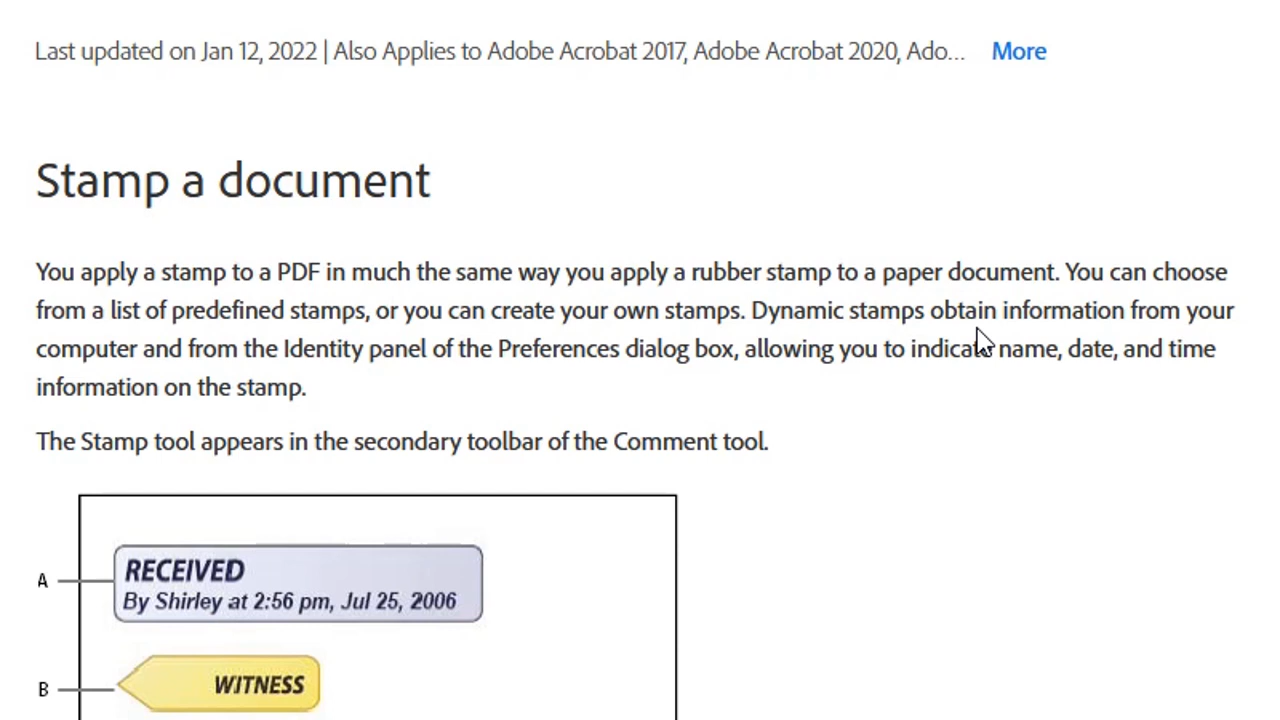 Last updated on Jan 12, 2022 | Also Applies to Adobe Acrobat 2017, Adobe Acrobat 2020, Ado... More
Stamp a document
You apply a stamp to a PDF in much the same way you apply a rubber stamp to a paper document. You can choose
from a list of predefined stamps, or you can create your own stamps. Dynamic stamps obtain information from your
computer and from the Identity panel of the Preferences dialog box, allowing you to indicate name, date, and time
information on the stamp.
The Stamp tool appears in the secondary toolbar of the Comment tool.
A
RECEIVED
By Shirley at 2:56 pm, Jul 25, 2006
B
WITNESS